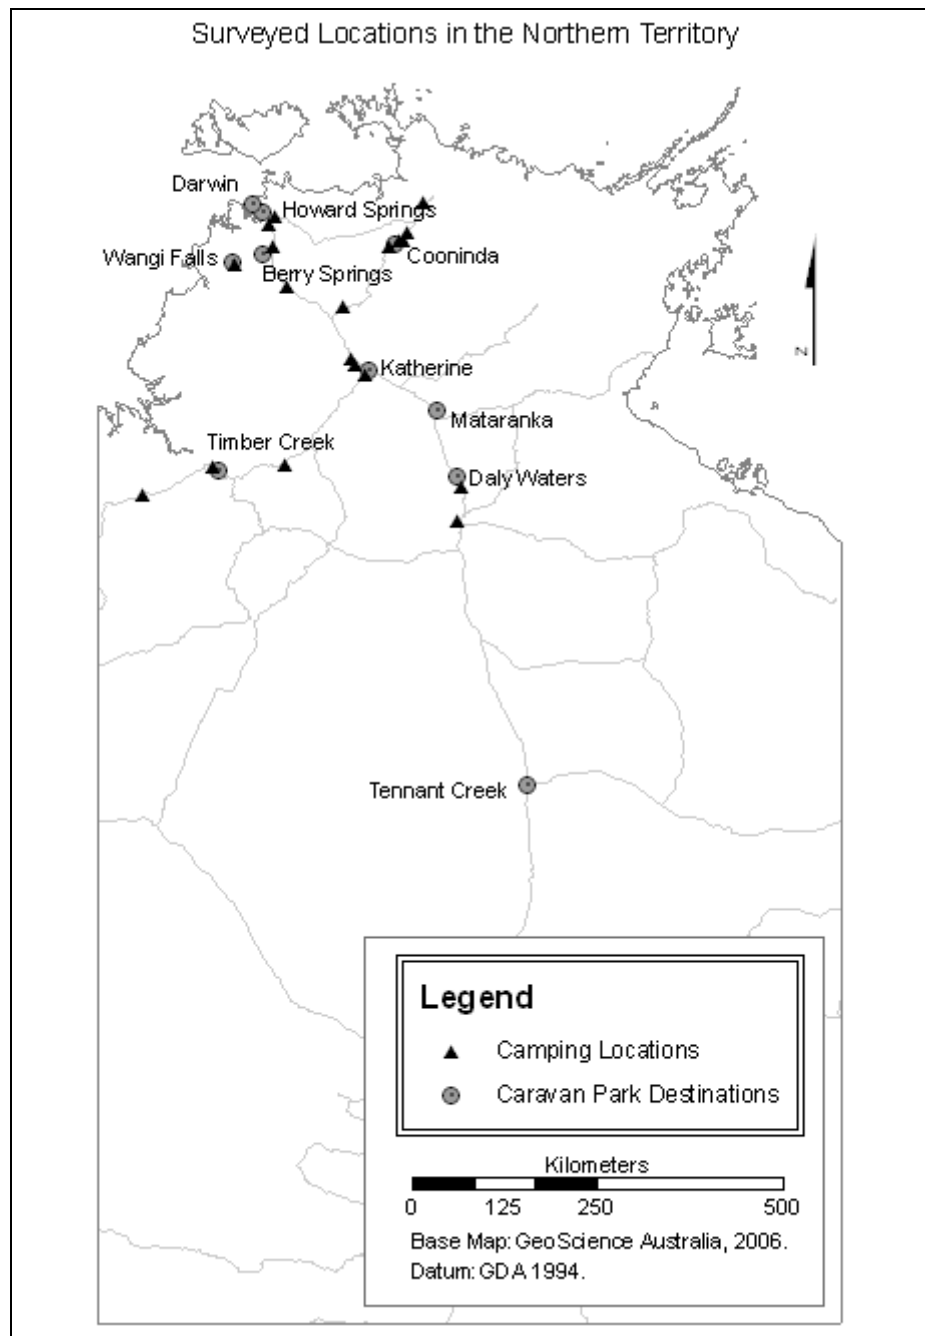 Surveyed Locations in the Northern Territory
Darwin
Howard Springs
Wangi Falls
Cooninda
Berry Springs
N
Katherine
Mataranka
Timber Creek
Daly Waters
Tennant Creek
Legend
Camping Locations
Caravan Park Destinations
Kilometers
0 125 250 500
Base Map: GeoScience Australia, 2006.
Datum: GDA 1994.